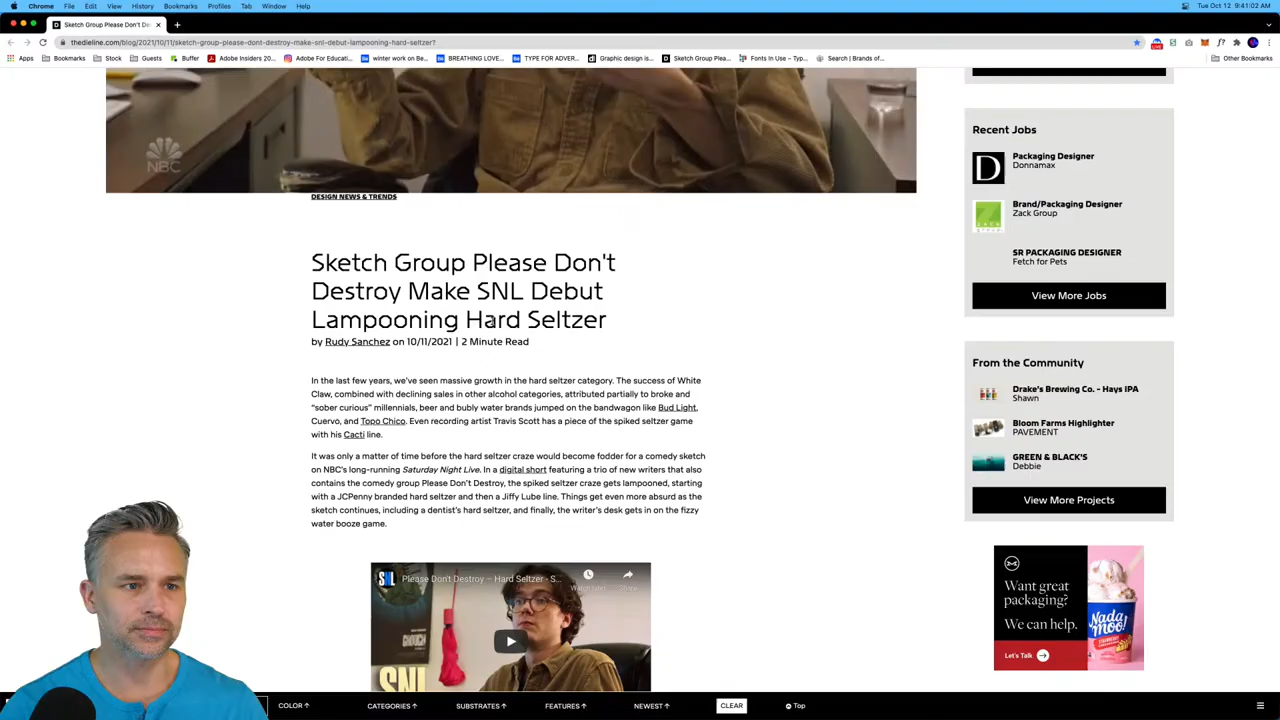 Chrome File Edit View History Bookmarks Profiles Tab Window Help
Tue Oct 12 9:41:02 AM
Sketch Group Please Don't De
thedieline.com/blog/2021/10/11/sketch-group-please-dont-destroy-make-snl-debut-lampooning-hard-seltzer?
LIVE
f?
Apps Bookmarks Stock Guests Buffer Adobe Insiders 20... Adobe For Educati... winter work on Be... BREATHING LOVE... TYPE FOR ADVER... Graphic design is... Sketch Group Plea... Fonts In Use – Typ... Search | Brands of... Other Bookmarks
NBC
DESIGN NEWS & TRENDS
Sketch Group Please Don't
Destroy Make SNL Debut
Lampooning Hard Seltzer
by Rudy Sanchez on 10/11/2021 | 2 Minute Read
In the last few years, we've seen massive growth in the hard seltzer category. The success of White
Claw, combined with declining sales in other alcohol categories, attributed partially to broke and
“sober curious” millennials, beer and bubly water brands jumped on the bandwagon like Bud Light,
Cuervo, and Topo Chico. Even recording artist Travis Scott has a piece of the spiked seltzer game
with his Cacti line.
It was only a matter of time before the hard seltzer craze would become fodder for a comedy sketch
on NBC's long-running Saturday Night Live. In a digital short featuring a trio of new writers that also
contains the comedy group Please Don't Destroy, the spiked seltzer craze gets lampooned, starting
with a JCPenny branded hard seltzer and then a Jiffy Lube line. Things get even more absurd as the
sketch continues, including a dentist's hard seltzer, and finally, the writer's desk gets in on the fizzy
water booze game.
SNL
Please Don't Destroy – Hard Seltzer - S...
Watch later
Share
SNL
Recent Jobs
D
Packaging Designer
Donnamax
ZACK
Brand/Packaging Designer
Zack Group
SR PACKAGING DESIGNER
Fetch for Pets
View More Jobs
From the Community
Drake's Brewing Co. - Hays IPA
Shawn
Bloom Farms Highlighter
PAVEMENT
GREEN & BLACK'S
Debbie
View More Projects
Want great
packaging?
We can help.
Let's Talk
Nada
moo!
COLOR CATEGORIES SUBSTRATES FEATURES NEWEST CLEAR Top